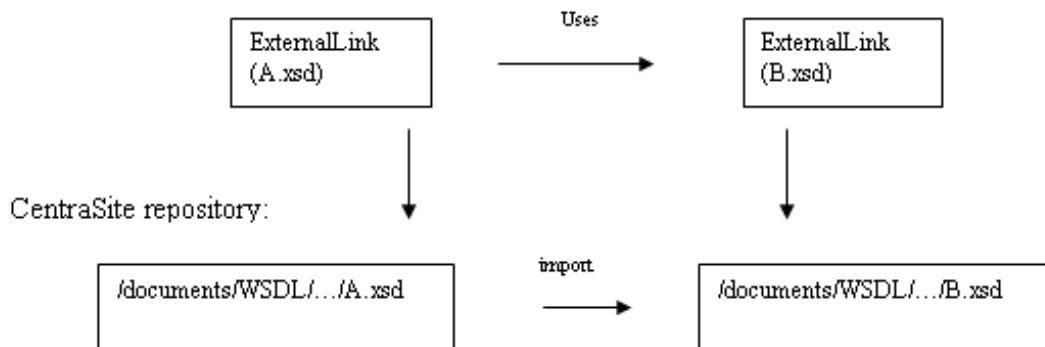 Uses
ExternalLink
(A.xsd)
ExternalLink
(B.xsd)
CentraSite repository:
import
/documents/WSDL/.../A.xsd
/documents/WSDL/.../B.xsd